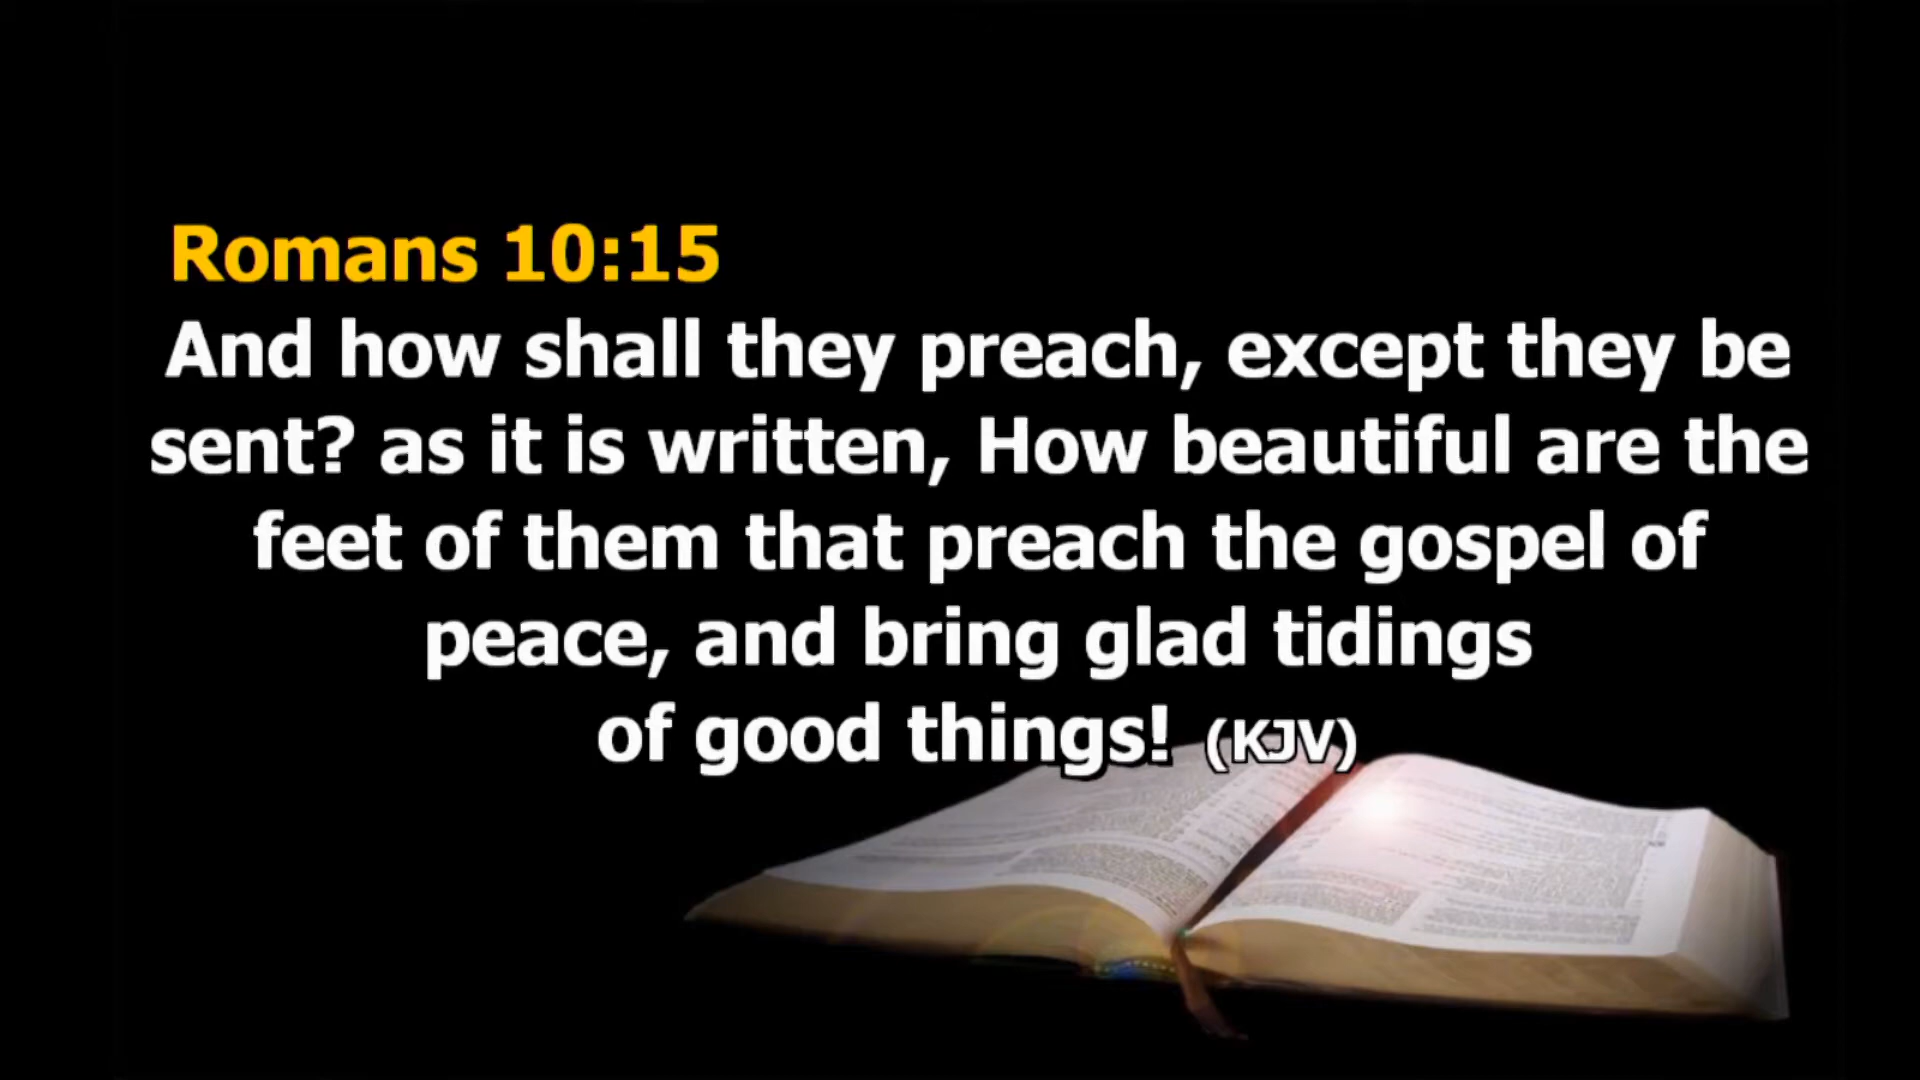 Romans 10:15
And how shall they preach, except they be
sent? as it is written, How beautiful are the
feet of them that preach the gospel of
peace, and bring glad tidings
of good things! (KJV)